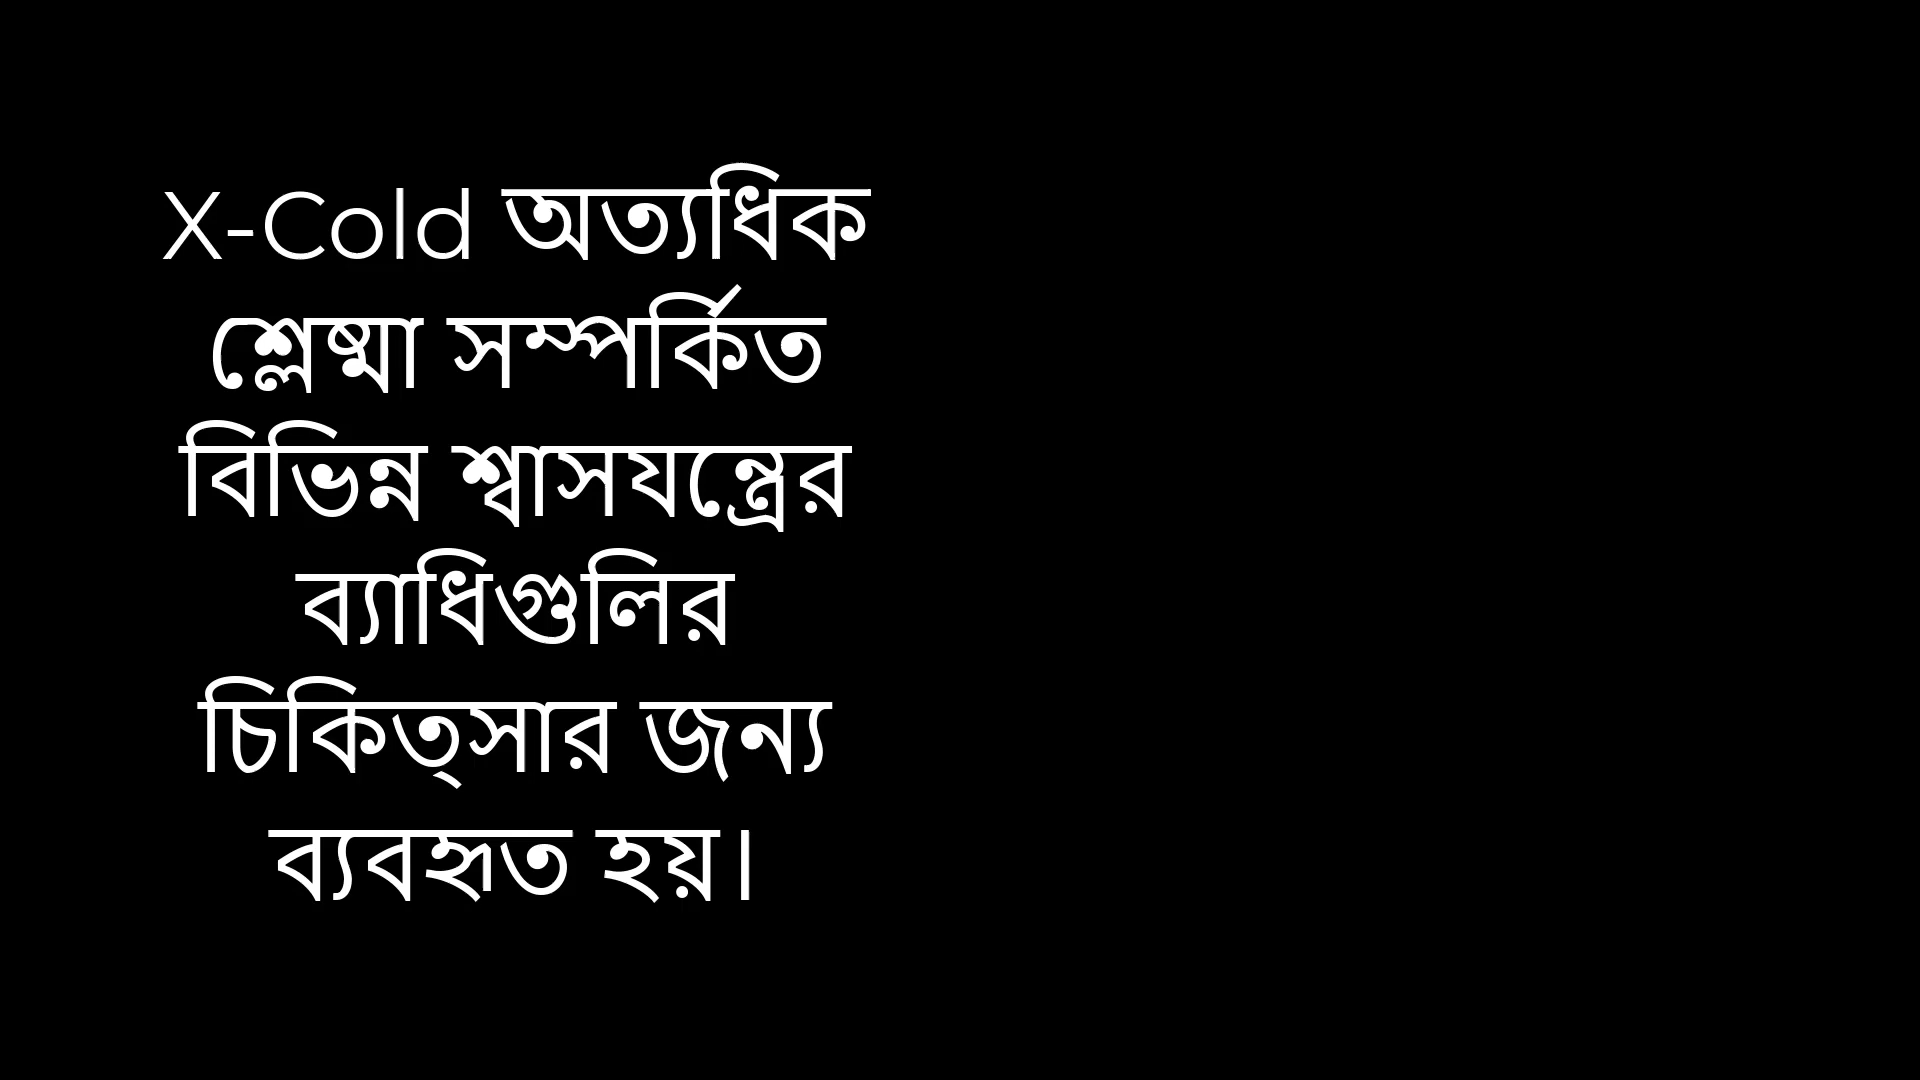 X-Cold অত্যধিক
শ্লেষ্মা সম্পর্কিত
বিভিন্ন শ্বাসযন্ত্রের
ব্যাধিগুলির
চিকিত্সার জন্য
ব্যবহৃত হয়।